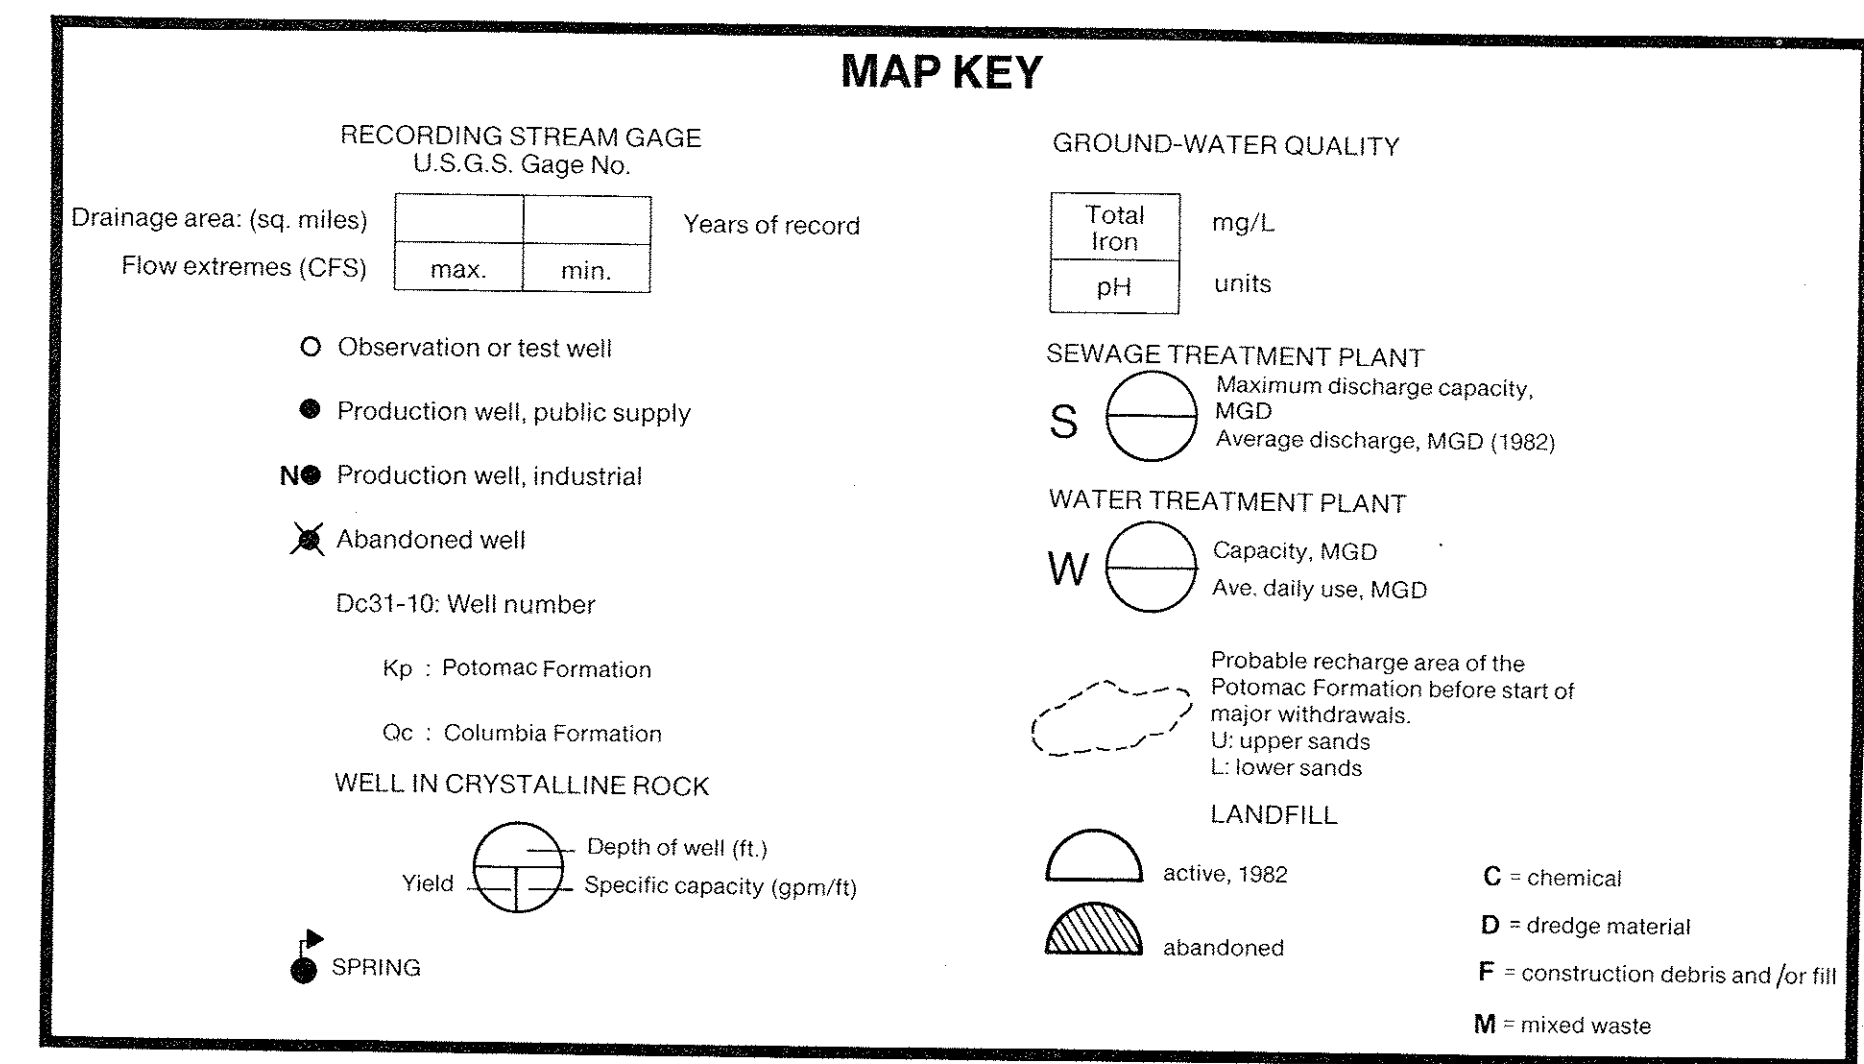 MAP KEY
RECORDING STREAM GAGE
U.S.G.S. Gage No.
Drainage area: (sq. miles)
Years of record
Flow extremes (CFS)
max.
min.
Observation or test well
Production well, public supply
N Production well, industrial
Abandoned well
Dc31-10: Well number
Kp : Potomac Formation
Qc : Columbia Formation
WELL IN CRYSTALLINE ROCK
Depth of well (ft.)
Yield
Specific capacity (gpm/ft)
SPRING
GROUND-WATER QUALITY
Total
Iron
mg/L
pH
units
SEWAGE TREATMENT PLANT
S
Maximum discharge capacity,
MGD
Average discharge, MGD (1982)
WATER TREATMENT PLANT
W
Capacity, MGD
Ave. daily use, MGD
Probable recharge area of the
Potomac Formation before start of
major withdrawals.
U: upper sands
L: lower sands
LANDFILL
active, 1982
abandoned
C = chemical
D = dredge material
F = construction debris and /or fill
M = mixed waste